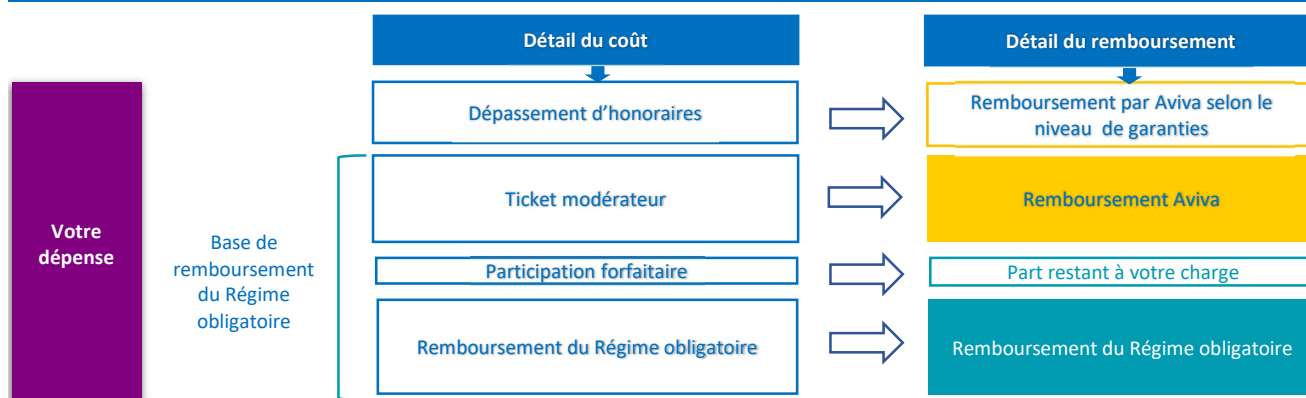 Détail du coût
Détail du remboursement
Dépassement d’honoraires
Remboursement par Aviva selon le
niveau de garanties
Ticket modérateur
Remboursement Aviva
Votre
dépense
Base de
remboursement
du Régime
obligatoire
Participation forfaitaire
Part restant à votre charge
Remboursement du Régime obligatoire
Remboursement du Régime obligatoire